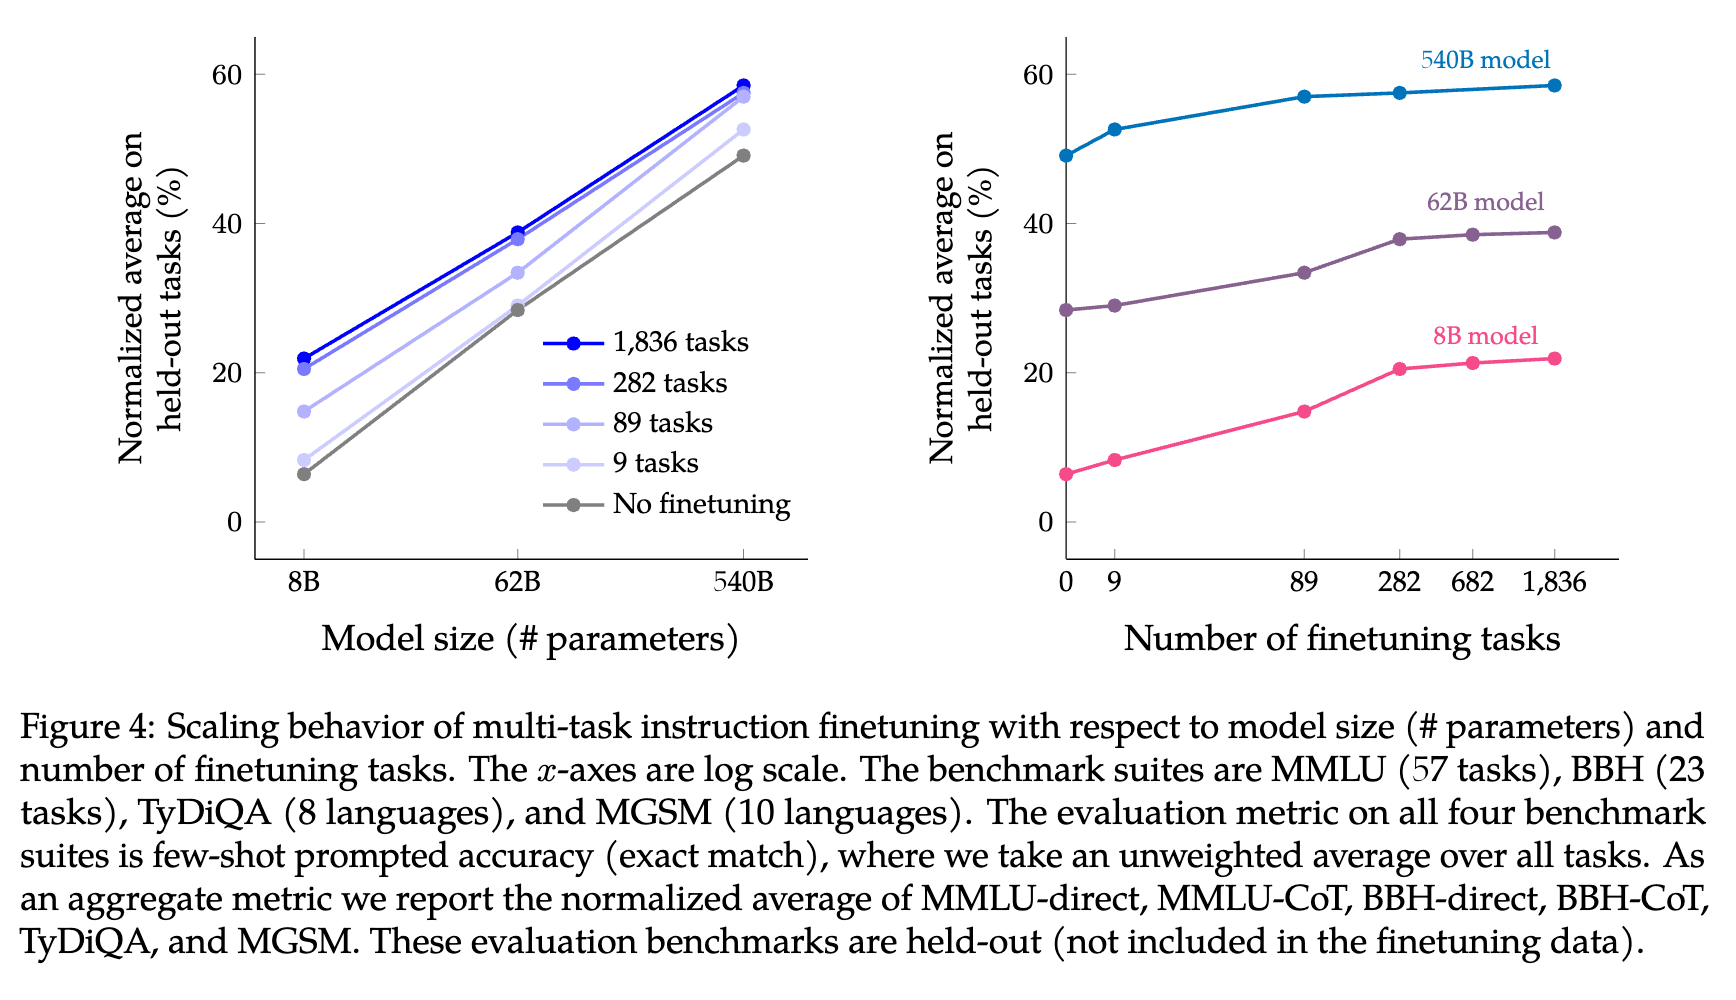 Normalized average on
held-out tasks (%)
60
40
20
0
1,836 tasks
282 tasks
89 tasks
9 tasks
No finetuning
8B
62B
540B
Model size (# parameters)
Normalized average on
held-out tasks (%)
60
40
20
0
540B model
62B model
8B model
0
9
89
282
682
1,836
Number of finetuning tasks
Figure 4: Scaling behavior of multi-task instruction finetuning with respect to model size (# parameters) and
number of finetuning tasks. The x-axes are log scale. The benchmark suites are MMLU (57 tasks), BBH (23
tasks), TyDiQA (8 languages), and MGSM (10 languages). The evaluation metric on all four benchmark
suites is few-shot prompted accuracy (exact match), where we take an unweighted average over all tasks. As
an aggregate metric we report the normalized average of MMLU-direct, MMLU-CoT, BBH-direct, BBH-CoT,
TyDiQA, and MGSM. These evaluation benchmarks are held-out (not included in the finetuning data).